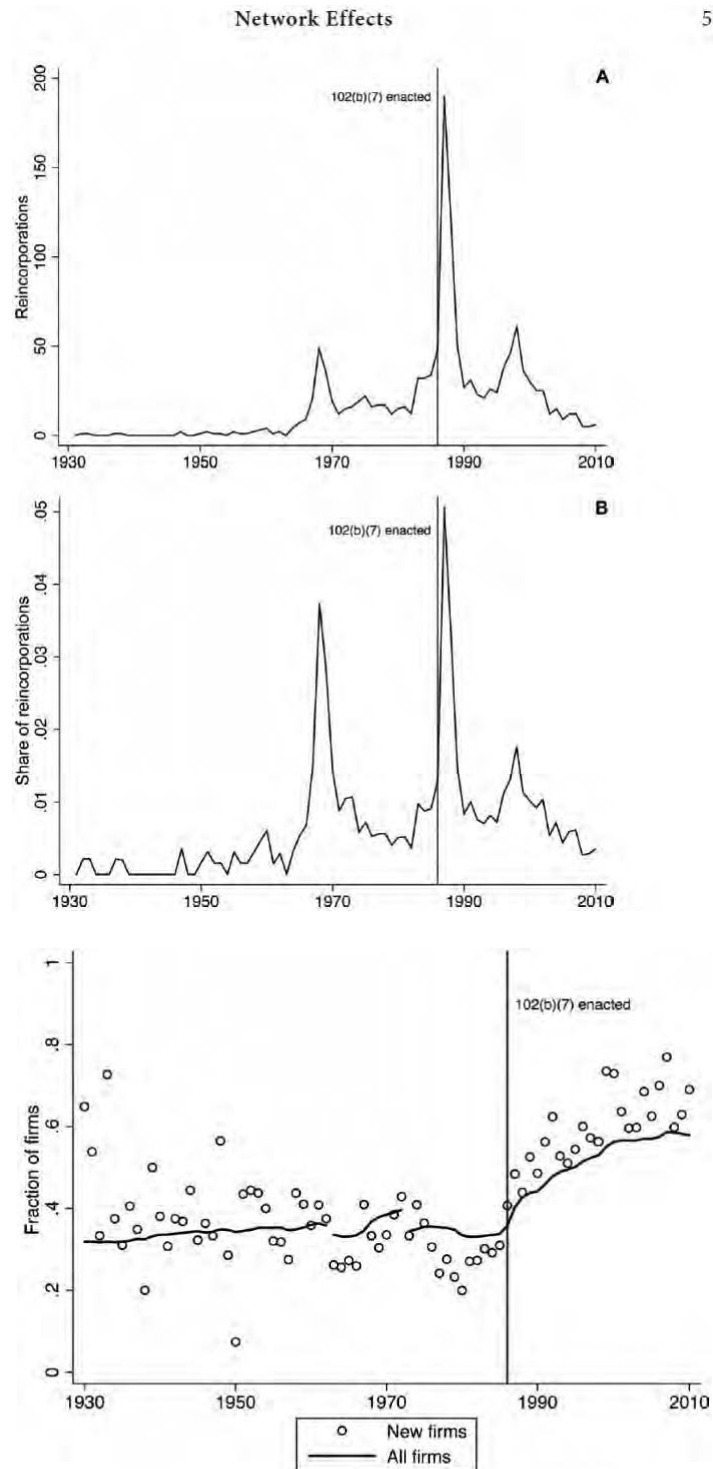 Network Effects 5
A
102(b)(7) enacted
Reincorporations
200
150
100
50
0
1930 1950 1970 1990 2010
B
102(b)(7) enacted
Share of reincorporations
.05
.04
.03
.02
.01
0
1930 1950 1970 1990 2010
102(b)(7) enacted
Fraction of firms
1
.8
.6
.4
.2
0
1930 1950 1970 1990 2010
New firms
All firms